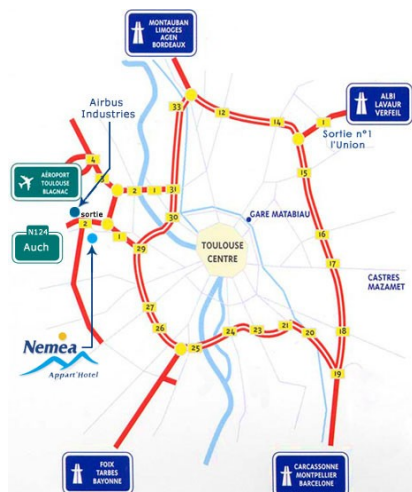 MONTAUBAN
LIMOGES
AGEN
BORDEAUX
Airbus
Industries
33
12
14
1
ALBI
LAVAUR
VERFEIL
Sortie n°1
l'Union
4
3
2
1
31
15
AÉROPORT
TOULOUSE
BLAGNAC
sortie
30
GARE MATABIAU
N124
Auch
2
1
29
TOULOUSE
CENTRE
16
17
CASTRES
MAZAMET
27
26
25
24
23
21
20
18
19
Nemea
Appart'Hotel
FOIX
TARBES
BAYONNE
CARCASSONNE
MONTPELLIER
BARCELONE